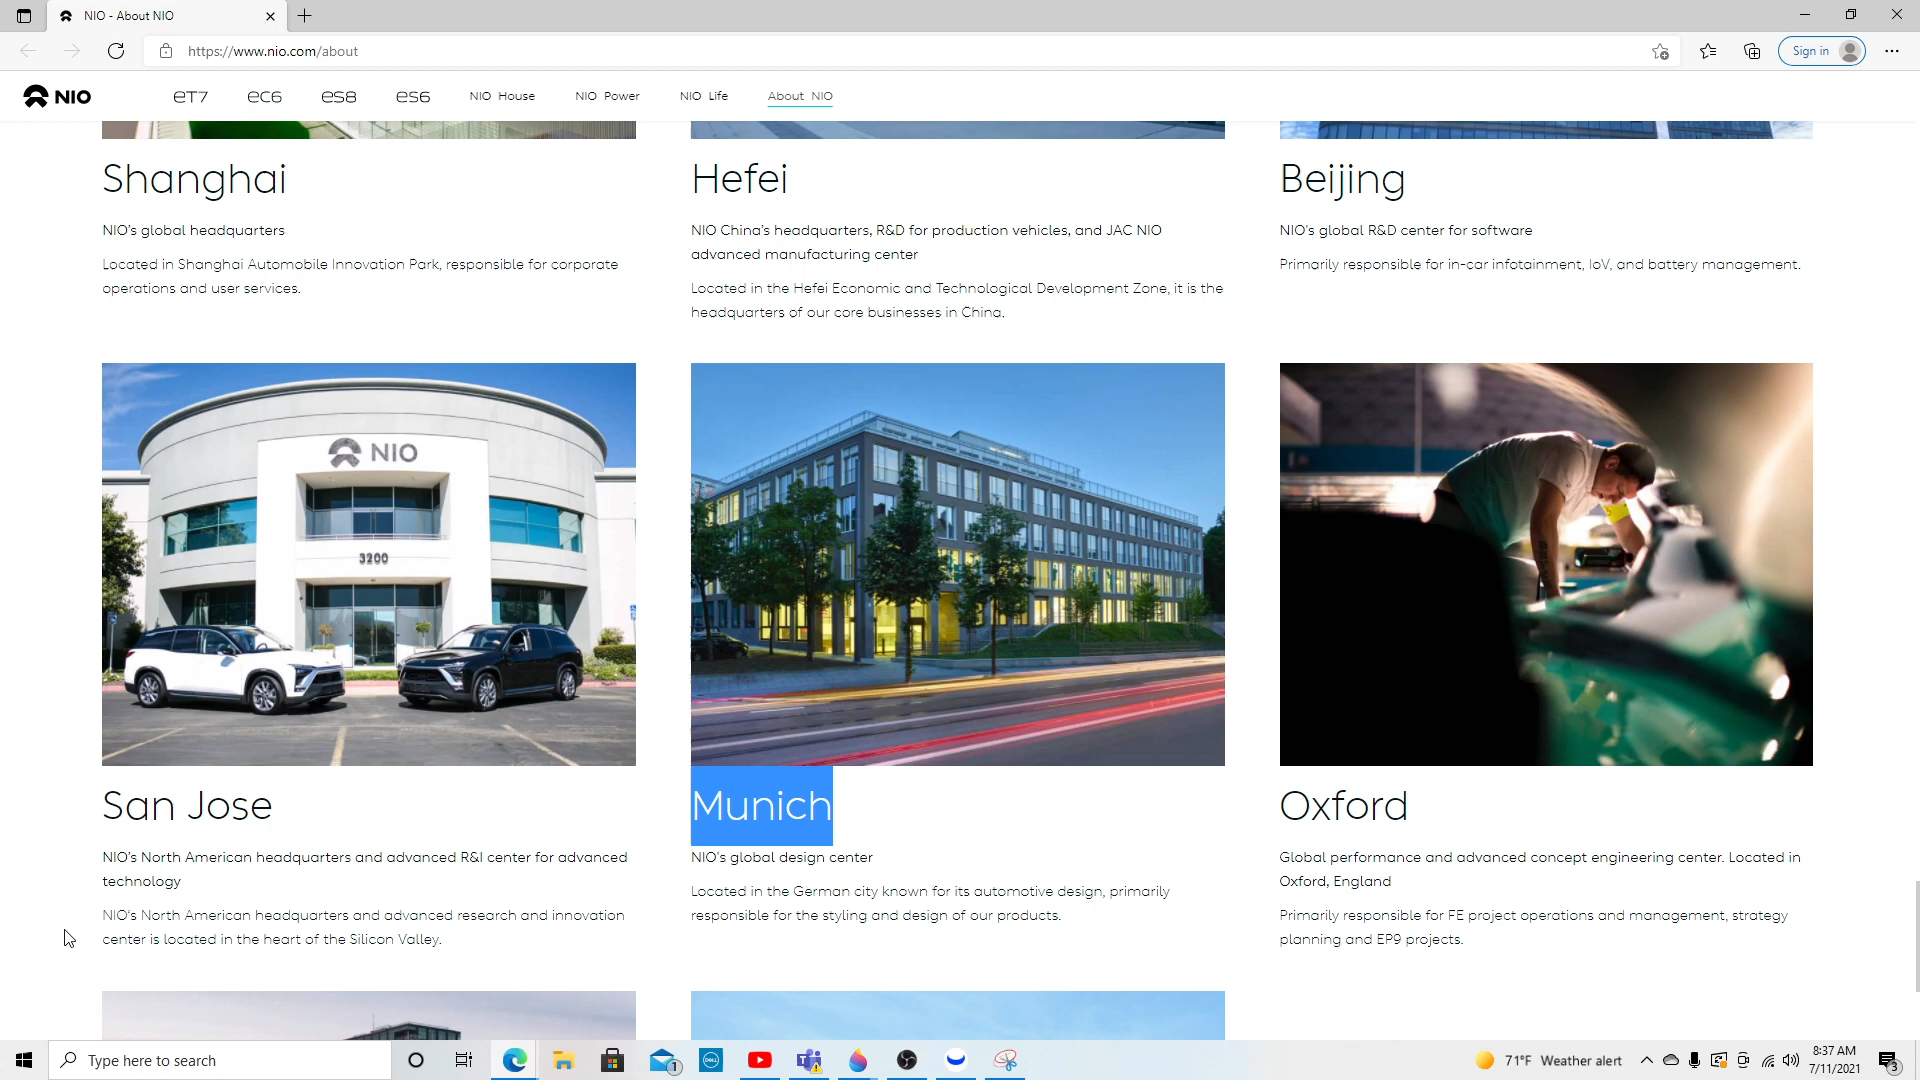 NIO - About NIO
https://www.nio.com/about
Sign in
NIO
ET7
EC6
ES8
ES6
NIO House
NIO Power
NIO Life
About NIO
Shanghai
NIO's global headquarters
Located in Shanghai Automobile Innovation Park, responsible for corporate
operations and user services.
Hefei
NIO China's headquarters, R&D for production vehicles, and JAC NIO
advanced manufacturing center
Located in the Hefei Economic and Technological Development Zone, it is the
headquarters of our core businesses in China.
Beijing
NIO's global R&D center for software
Primarily responsible for in-car infotainment, IoV, and battery management.
NIO
3200
San Jose
NIO's North American headquarters and advanced R&I center for advanced
technology
NIO's North American headquarters and advanced research and innovation
center is located in the heart of the Silicon Valley.
Munich
NIO's global design center
Located in the German city known for its automotive design, primarily
responsible for the styling and design of our products.
Oxford
Global performance and advanced concept engineering center. Located in
Oxford, England
Primarily responsible for FE project operations and management, strategy
planning and EP9 projects.
Type here to search
1
DELL
71°F Weather alert
8:37 AM
7/11/2021
3